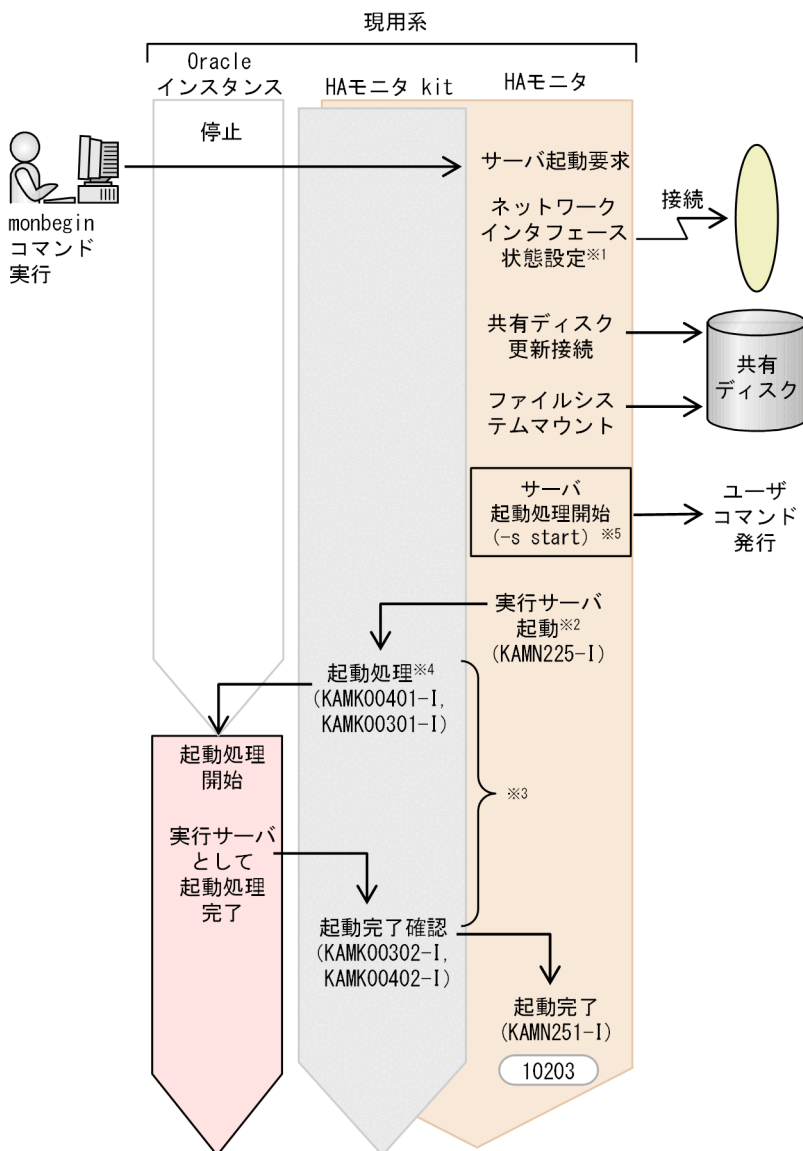 現用系
Oracle
インスタンス
HAモニタ kit
HAモニタ
停止
monbegin
コマンド
実行
サーバ起動要求
ネットワーク
インタフェース
状態設定※1
接続
共有ディスク
更新接続
ファイルシス
テムマウント
共有
ディスク
サーバ
起動処理開始
(-s start) ※5
ユーザ
コマンド
発行
実行サーバ
起動※2
(KAMN225-I)
起動処理※4
(KAMK00401-I,
KAMK00301-I)
起動処理
開始
※3
実行サーバ
として
起動処理
完了
起動完了確認
(KAMK00302-I,
KAMK00402-I)
起動完了
(KAMN251-I)
10203